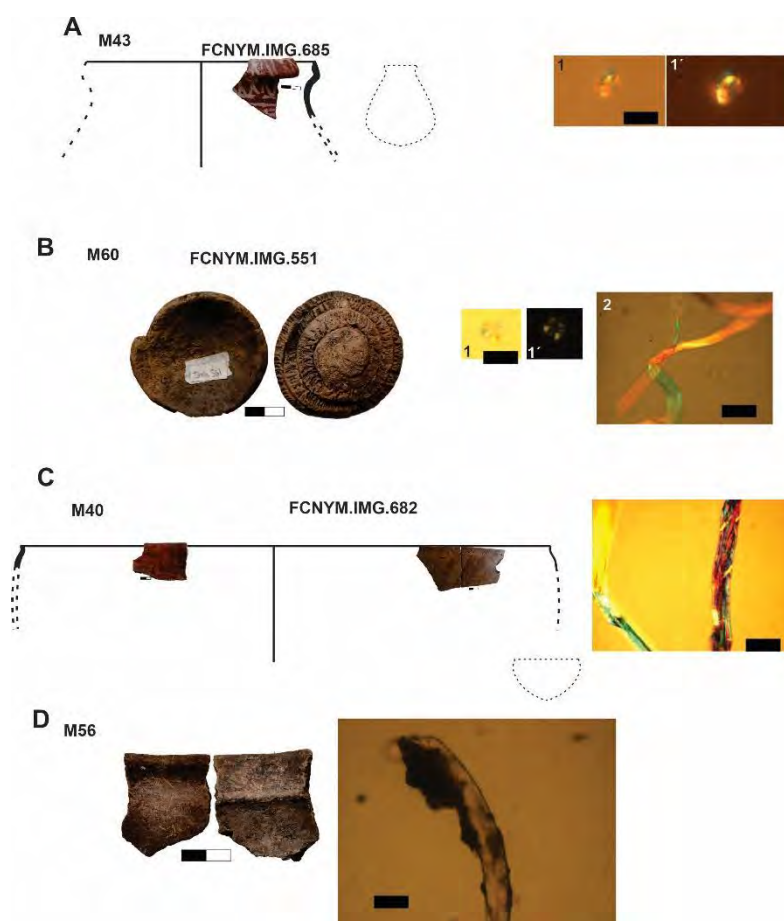 A
M43
FCNYM.IMG.685
1
1´
B
M60
FCNYM.IMG.551
1
1´
2
C
M40
FCNYM.IMG.682
D
M56